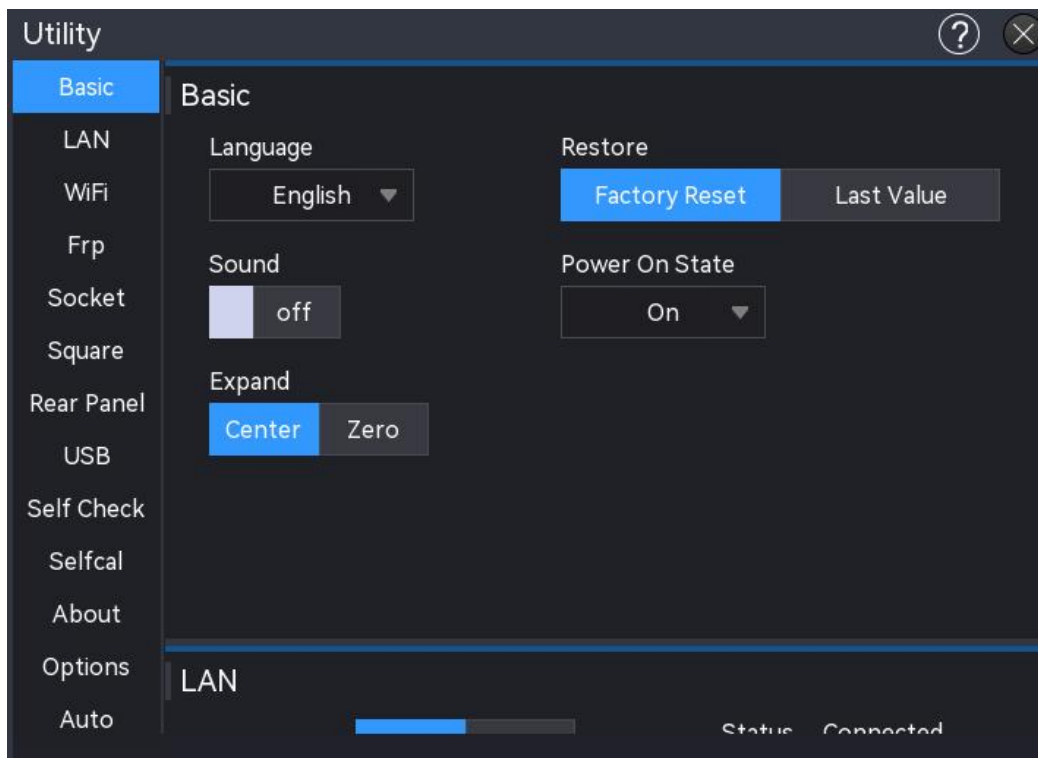 Utility
?
Basic
LAN
WiFi
Frp
Socket
Square
Rear Panel
USB
Self Check
Selfcal
About
Options
Auto
Basic
Language
Restore
English
Factory Reset
Last Value
Sound
Power On State
off
On
Expand
Center
Zero
LAN
Status
Connected